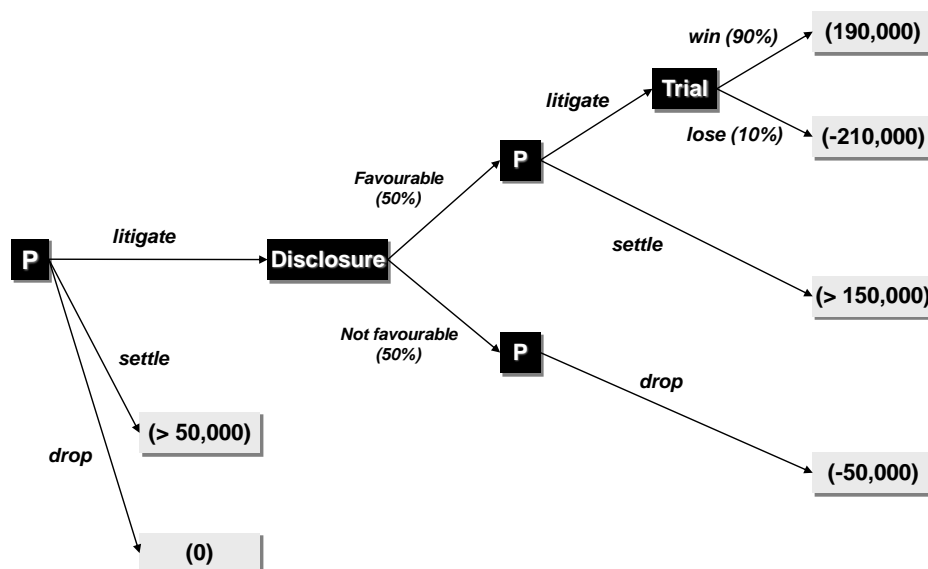 win (90%)
(190,000)
Trial
litigate
lose (10%)
(-210,000)
P
Favourable
(50%)
litigate
settle
P
Disclosure
(> 150,000)
Not favourable
(50%)
P
settle
drop
(> 50,000)
drop
(-50,000)
(0)